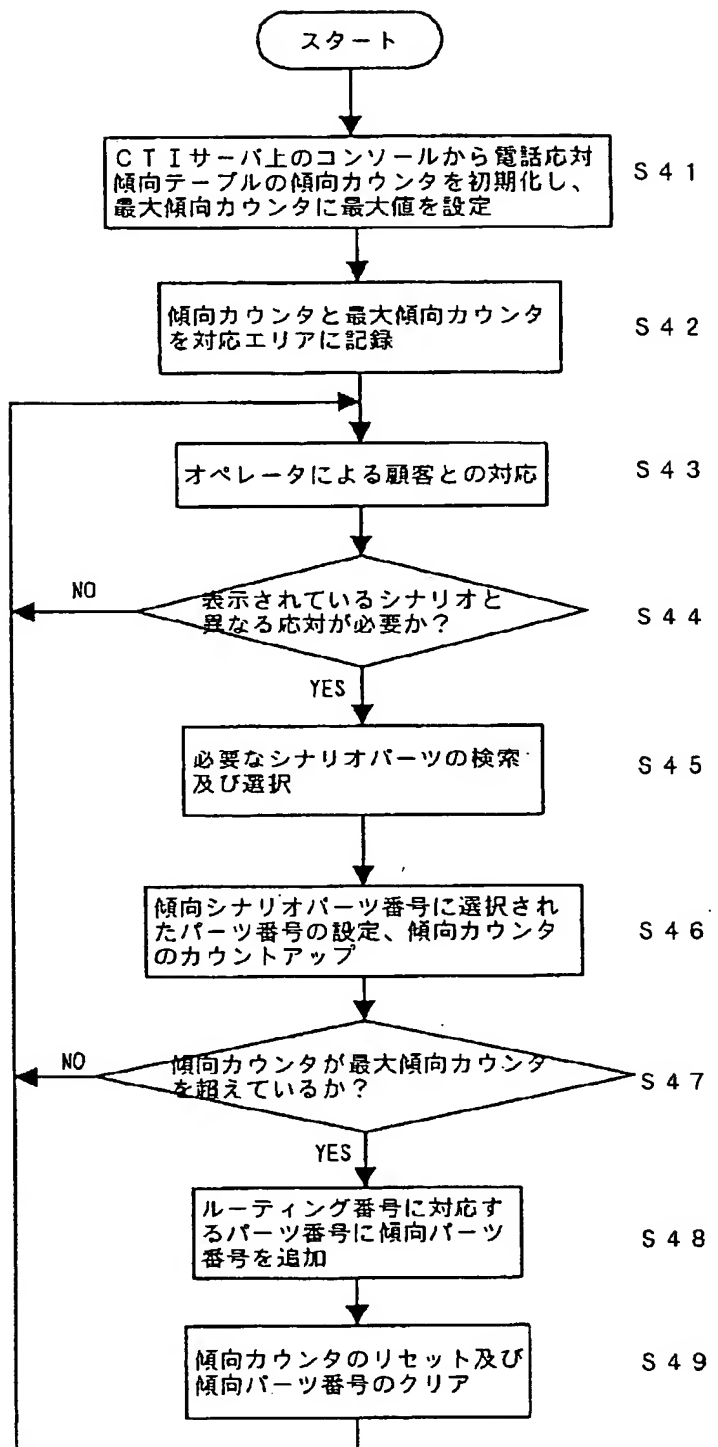 スタート
ＣＴＩサーバ上のコンソールから電話応対
傾向テーブルの傾向カウンタを初期化し、
最大傾向カウンタに最大値を設定
Ｓ４１
傾向カウンタと最大傾向カウンタ
を対応エリアに記録
Ｓ４２
オペレータによる顧客との対応
Ｓ４３
NO
表示されているシナリオと
異なる応対が必要か？
Ｓ４４
YES
必要なシナリオパーツの検索
及び選択
Ｓ４５
傾向シナリオパーツ番号に選択され
たパーツ番号の設定、傾向カウンタ
のカウントアップ
Ｓ４６
NO
傾向カウンタが最大傾向カウンタ
を超えているか？
Ｓ４７
YES
ルーティング番号に対応す
るパーツ番号に傾向パーツ
番号を追加
Ｓ４８
傾向カウンタのリセット及び
傾向パーツ番号のクリア
Ｓ４９